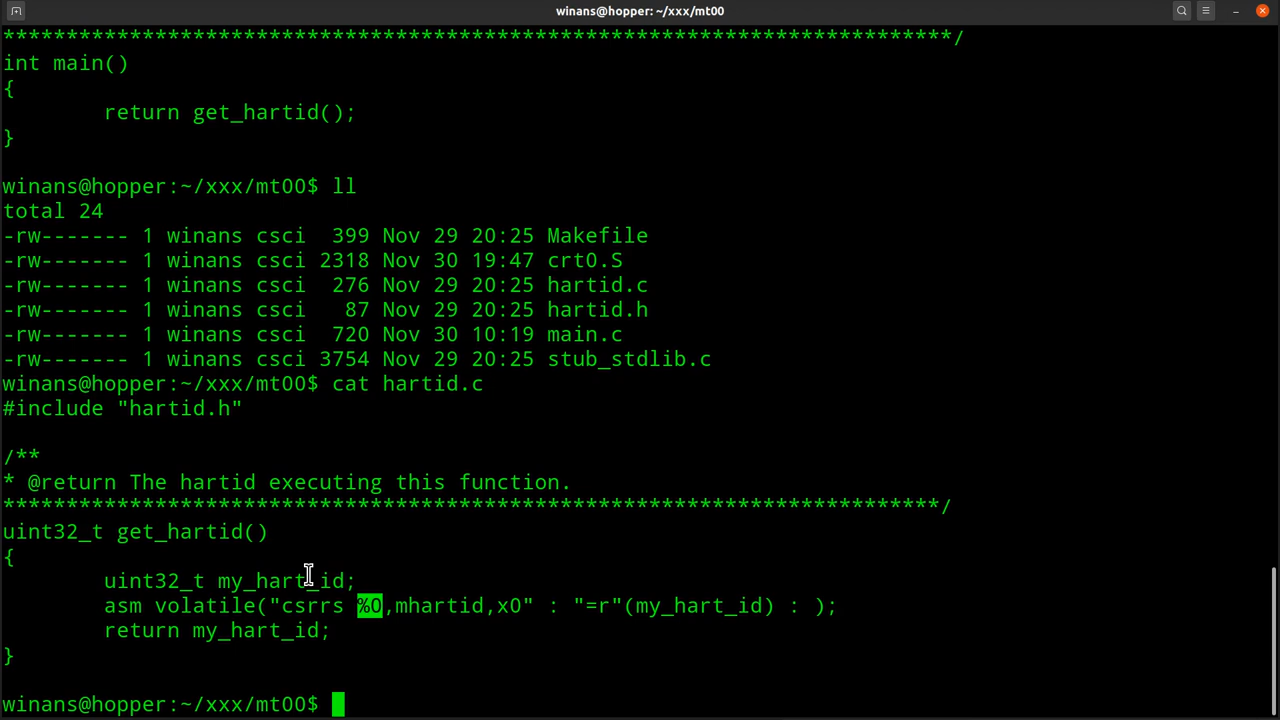 winans@hopper: ~/xxx/mt00
***************************************************************************/
int main()
{
        return get_hartid();
}
winans@hopper:~/xxx/mt00$ ll
total 24
-rw------- 1 winans csci  399 Nov 29 20:25 Makefile
-rw------- 1 winans csci 2318 Nov 30 19:47 crt0.S
-rw------- 1 winans csci  276 Nov 29 20:25 hartid.c
-rw------- 1 winans csci   87 Nov 29 20:25 hartid.h
-rw------- 1 winans csci  720 Nov 30 10:19 main.c
-rw------- 1 winans csci 3754 Nov 29 20:25 stub_stdlib.c
winans@hopper:~/xxx/mt00$ cat hartid.c
#include "hartid.h"
/**
* @return The hartid executing this function.
**************************************************************************/
uint32_t get_hartid()
{
        uint32_t my_hart_id;
        asm volatile("csrrs %0,mhartid,x0" : "=r"(my_hart_id) : );
        return my_hart_id;
}
winans@hopper:~/xxx/mt00$